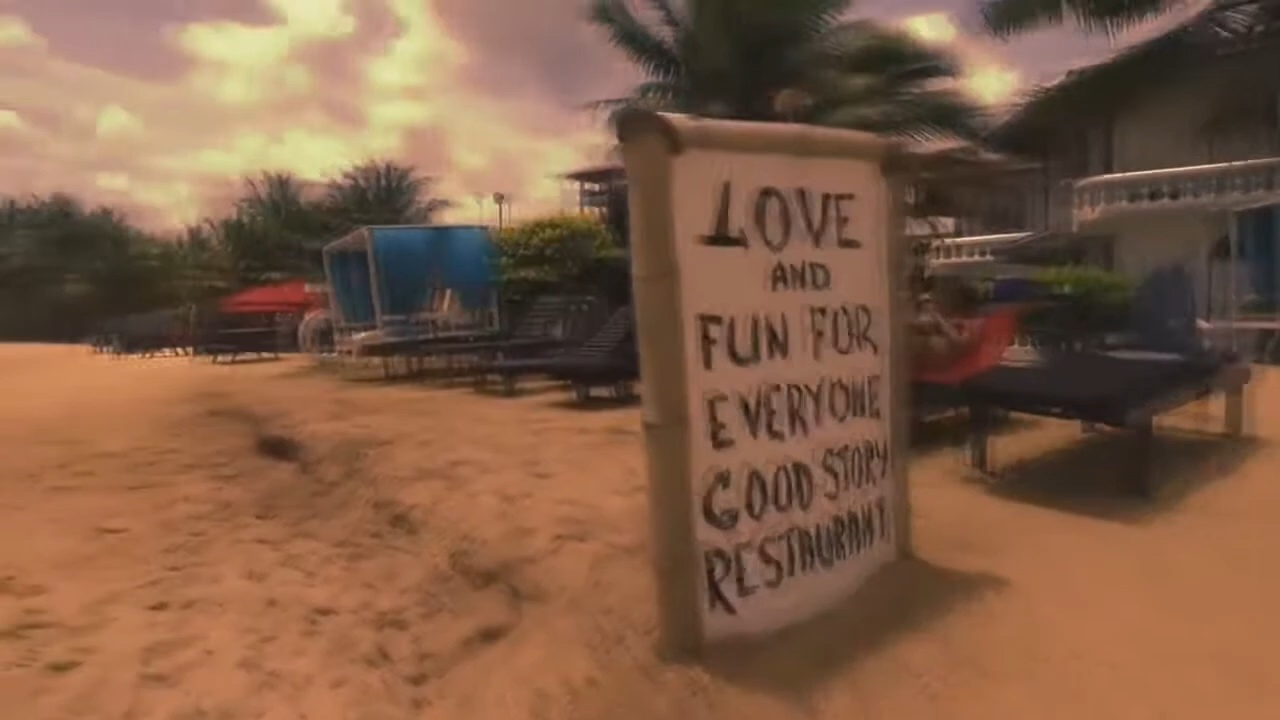 LOVE
AND
FUN FOR
EVERYONE
GOOD STORY
RESTAURANT